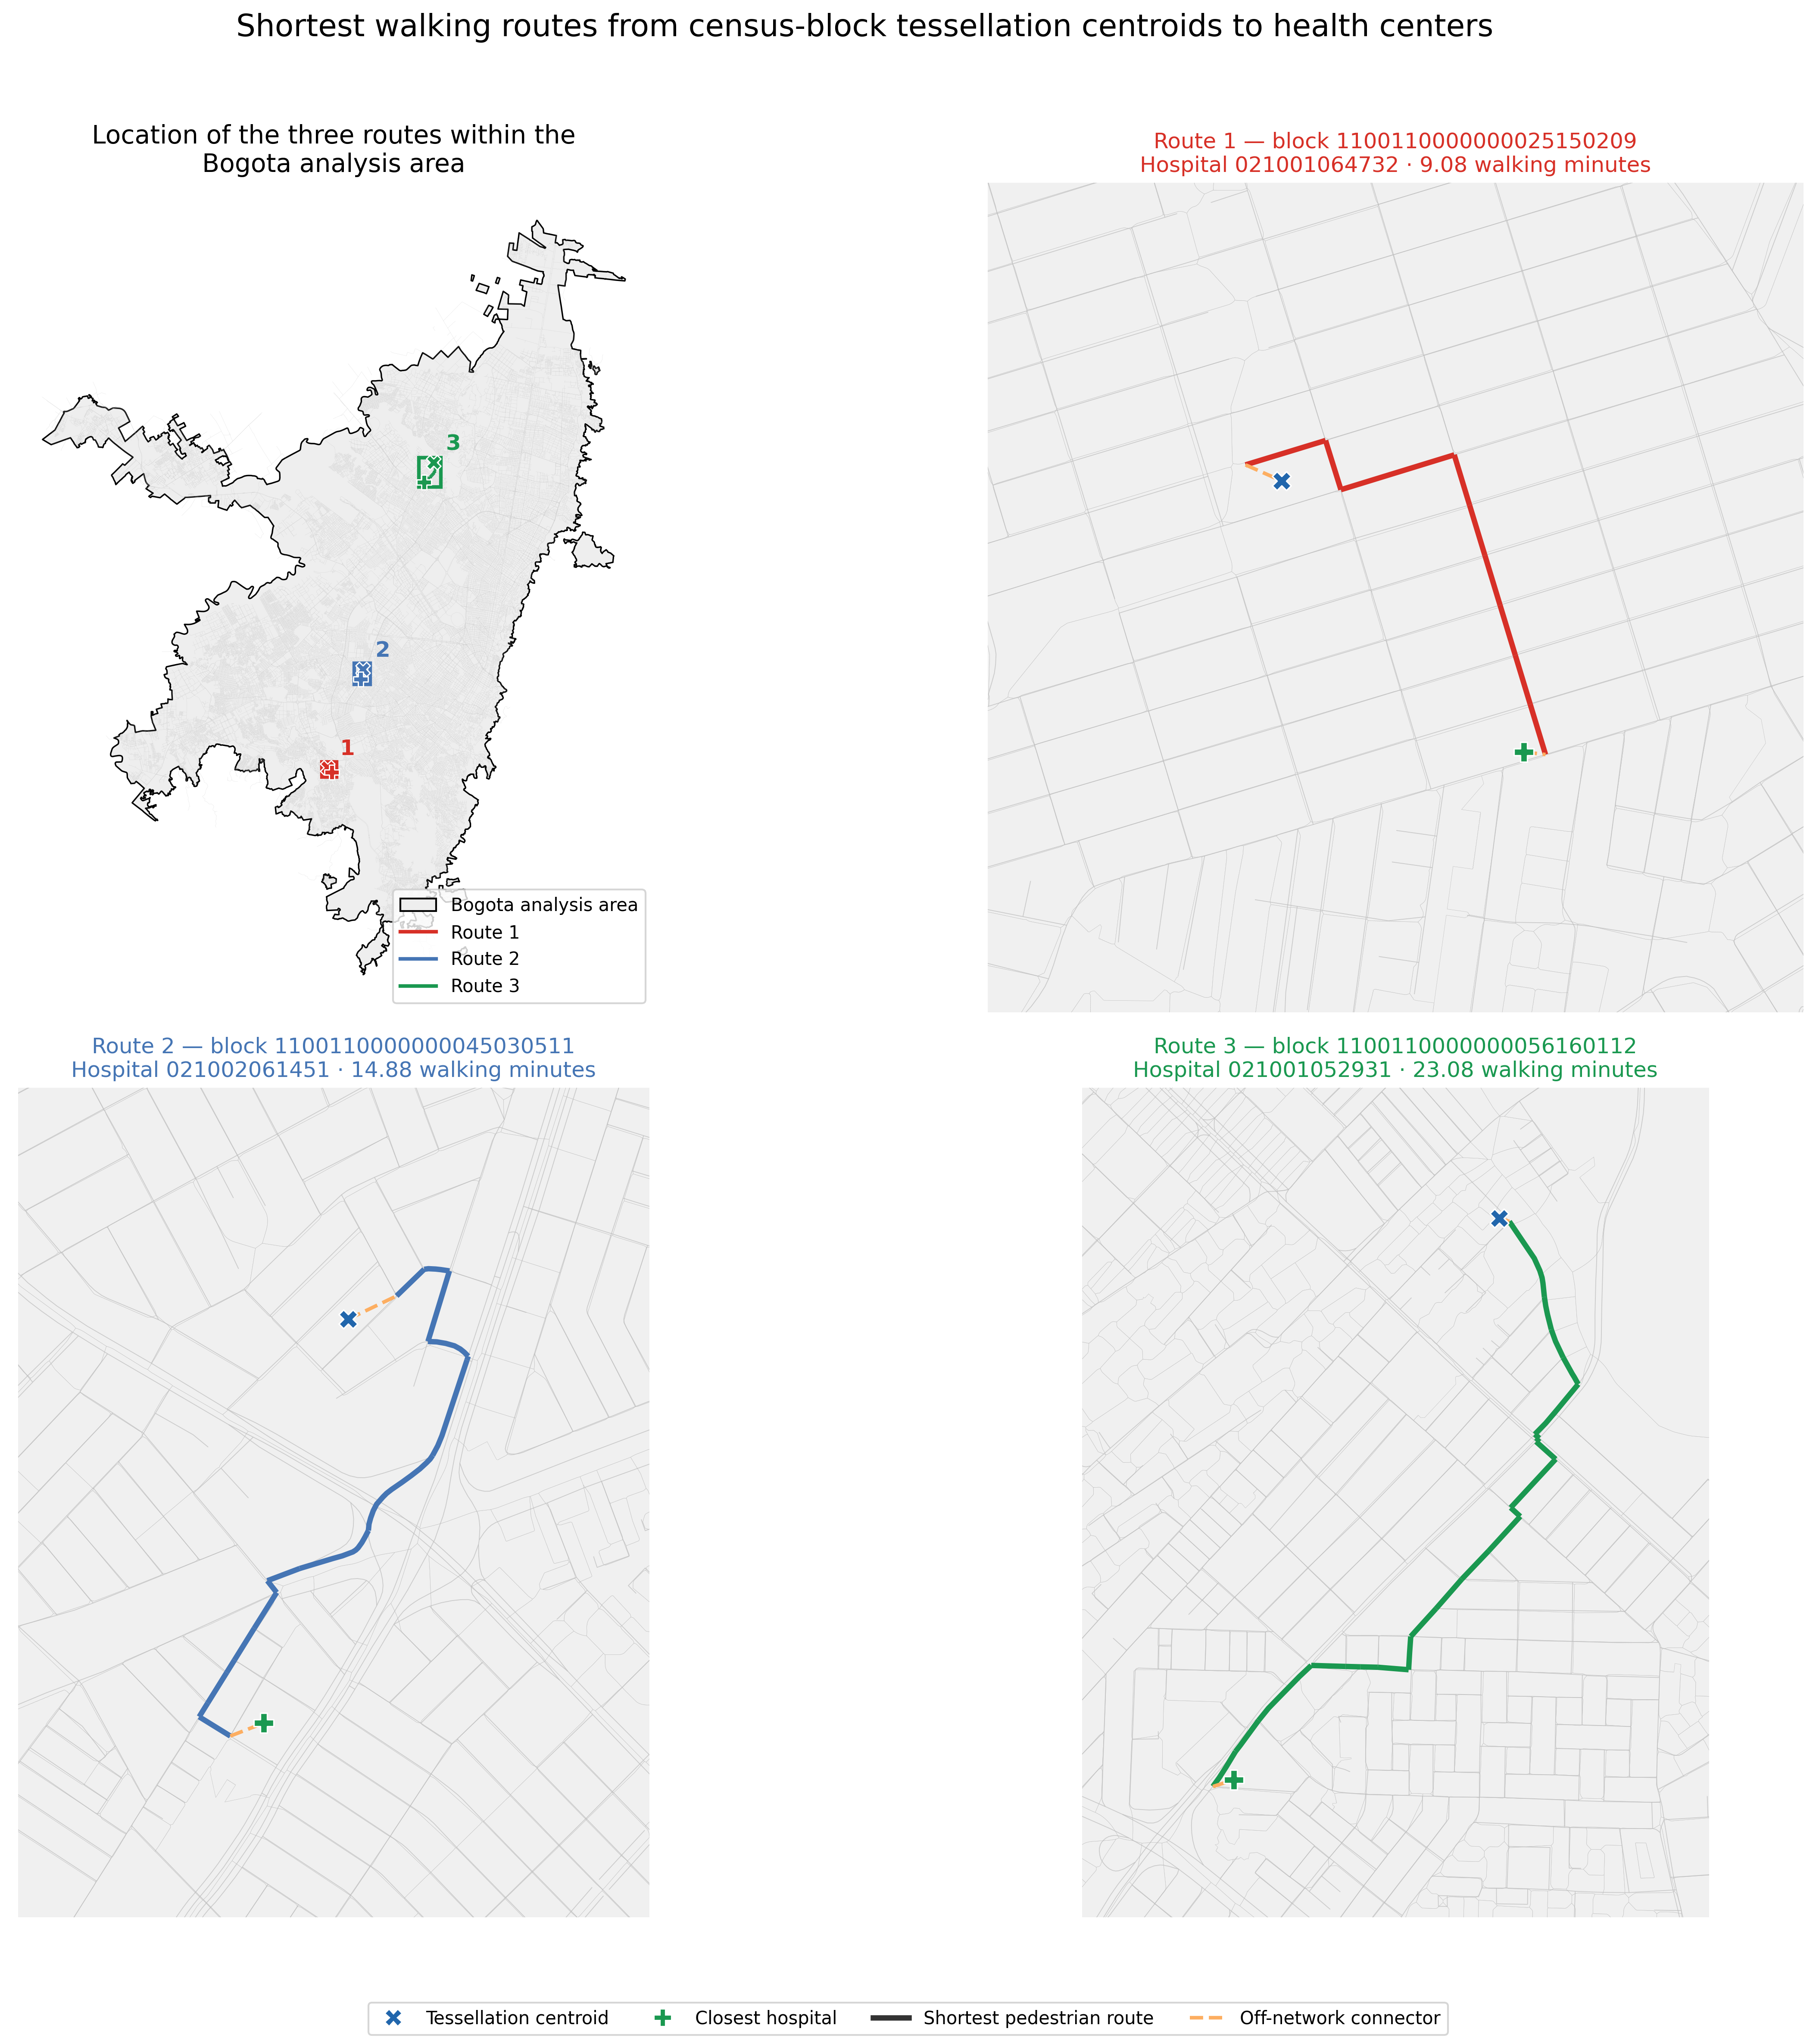 Shortest walking routes from census-block tessellation centroids to health centers
Location of the three routes within the
Bogota analysis area
3
2
1
Bogota analysis area
Route 1
Route 2
Route 3
Route 1 — block 1100110000000025150209
Hospital 021001064732 · 9.08 walking minutes
Route 2 — block 1100110000000045030511
Hospital 021002061451 · 14.88 walking minutes
Route 3 — block 1100110000000056160112
Hospital 021001052931 · 23.08 walking minutes
Tessellation centroid
Closest hospital
Shortest pedestrian route
Off-network connector